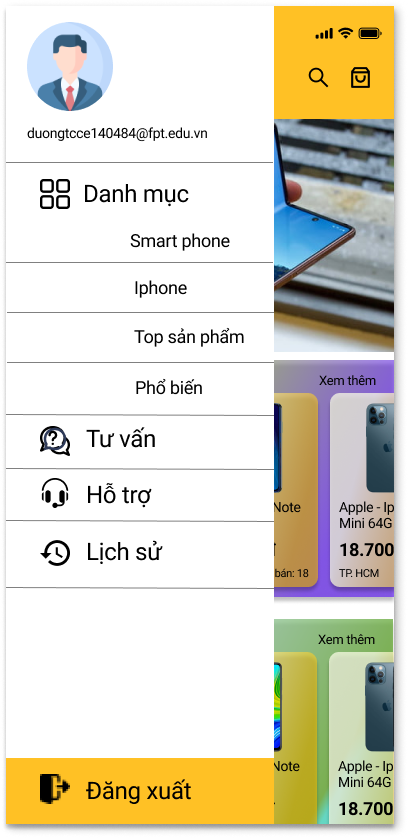 duongtcce140484@fpt.edu.vn
Danh mục
Smart phone
Iphone
Top sản phẩm
Phổ biến
Tư vấn
Hỗ trợ
Lịch sử
Đăng xuất
Xem thêm
Note
bán: 18
Apple - Ip
Mini 64G
18.700
TP. HCM
Xem thêm
Note
Apple - Ip
Mini 64G
18.700